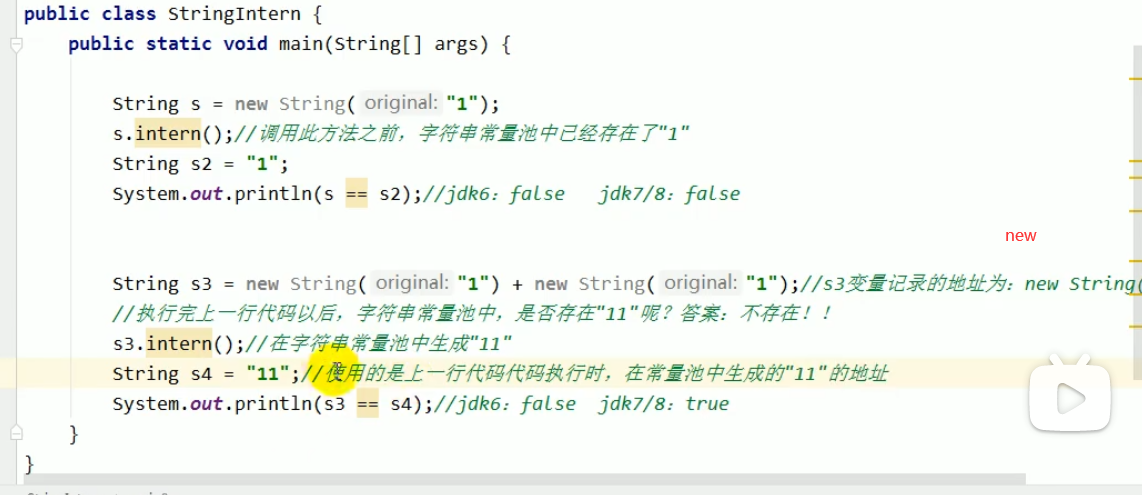 public class StringIntern {
public static void main(String[] args) {
String s = new String( original: "1");
s.intern();//调用此方法之前，字符串常量池中已经存在了"1"
String s2 = "1";
System.out.println(s == s2);//jdk6：false   jdk7/8：false
new
String s3 = new String( original: "1") + new String( original: "1");//s3变量记录的地址为：new String(
//执行完上一行代码以后，字符串常量池中，是否存在"11"呢？答案：不存在！！
s3.intern();//在字符串常量池中生成"11"
String s4 = "11";//使用的是上一行代码代码执行时，在常量池中生成的"11"的地址
System.out.println(s3 == s4);//jdk6：false  jdk7/8：true
}
}